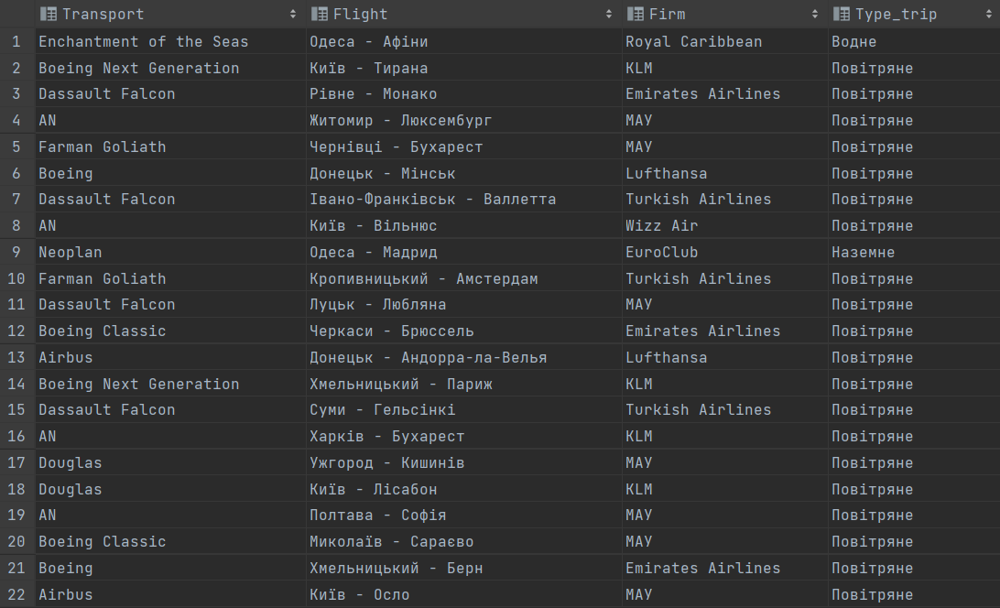 Transport Flight Firm Type_trip
1 Enchantment of the Seas Одеса - Афіни Royal Caribbean Водне
2 Boeing Next Generation Київ - Тирана KLM Повітряне
3 Dassault Falcon Рівне - Монако Emirates Airlines Повітряне
4 AN Житомир - Люксембург МАУ Повітряне
5 Farman Goliath Чернівці - Бухарест МАУ Повітряне
6 Boeing Донецьк - Мінськ Lufthansa Повітряне
7 Dassault Falcon Івано-Франківськ - Валлетта Turkish Airlines Повітряне
8 AN Київ - Вільнюс Wizz Air Повітряне
9 Neoplan Одеса - Мадрид EuroClub Наземне
10 Farman Goliath Кропивницький - Амстердам Turkish Airlines Повітряне
11 Dassault Falcon Луцьк - Любляна МАУ Повітряне
12 Boeing Classic Черкаси - Брюссель Emirates Airlines Повітряне
13 Airbus Донецьк - Андорра-ла-Велья Lufthansa Повітряне
14 Boeing Next Generation Хмельницький - Париж KLM Повітряне
15 Dassault Falcon Суми - Гельсінкі Turkish Airlines Повітряне
16 AN Харків - Бухарест KLM Повітряне
17 Douglas Ужгород - Кишинів МАУ Повітряне
18 Douglas Київ - Лісабон KLM Повітряне
19 AN Полтава - Софія МАУ Повітряне
20 Boeing Classic Миколаїв - Сараєво МАУ Повітряне
21 Boeing Хмельницький - Берн Emirates Airlines Повітряне
22 Airbus Київ - Осло МАУ Повітряне